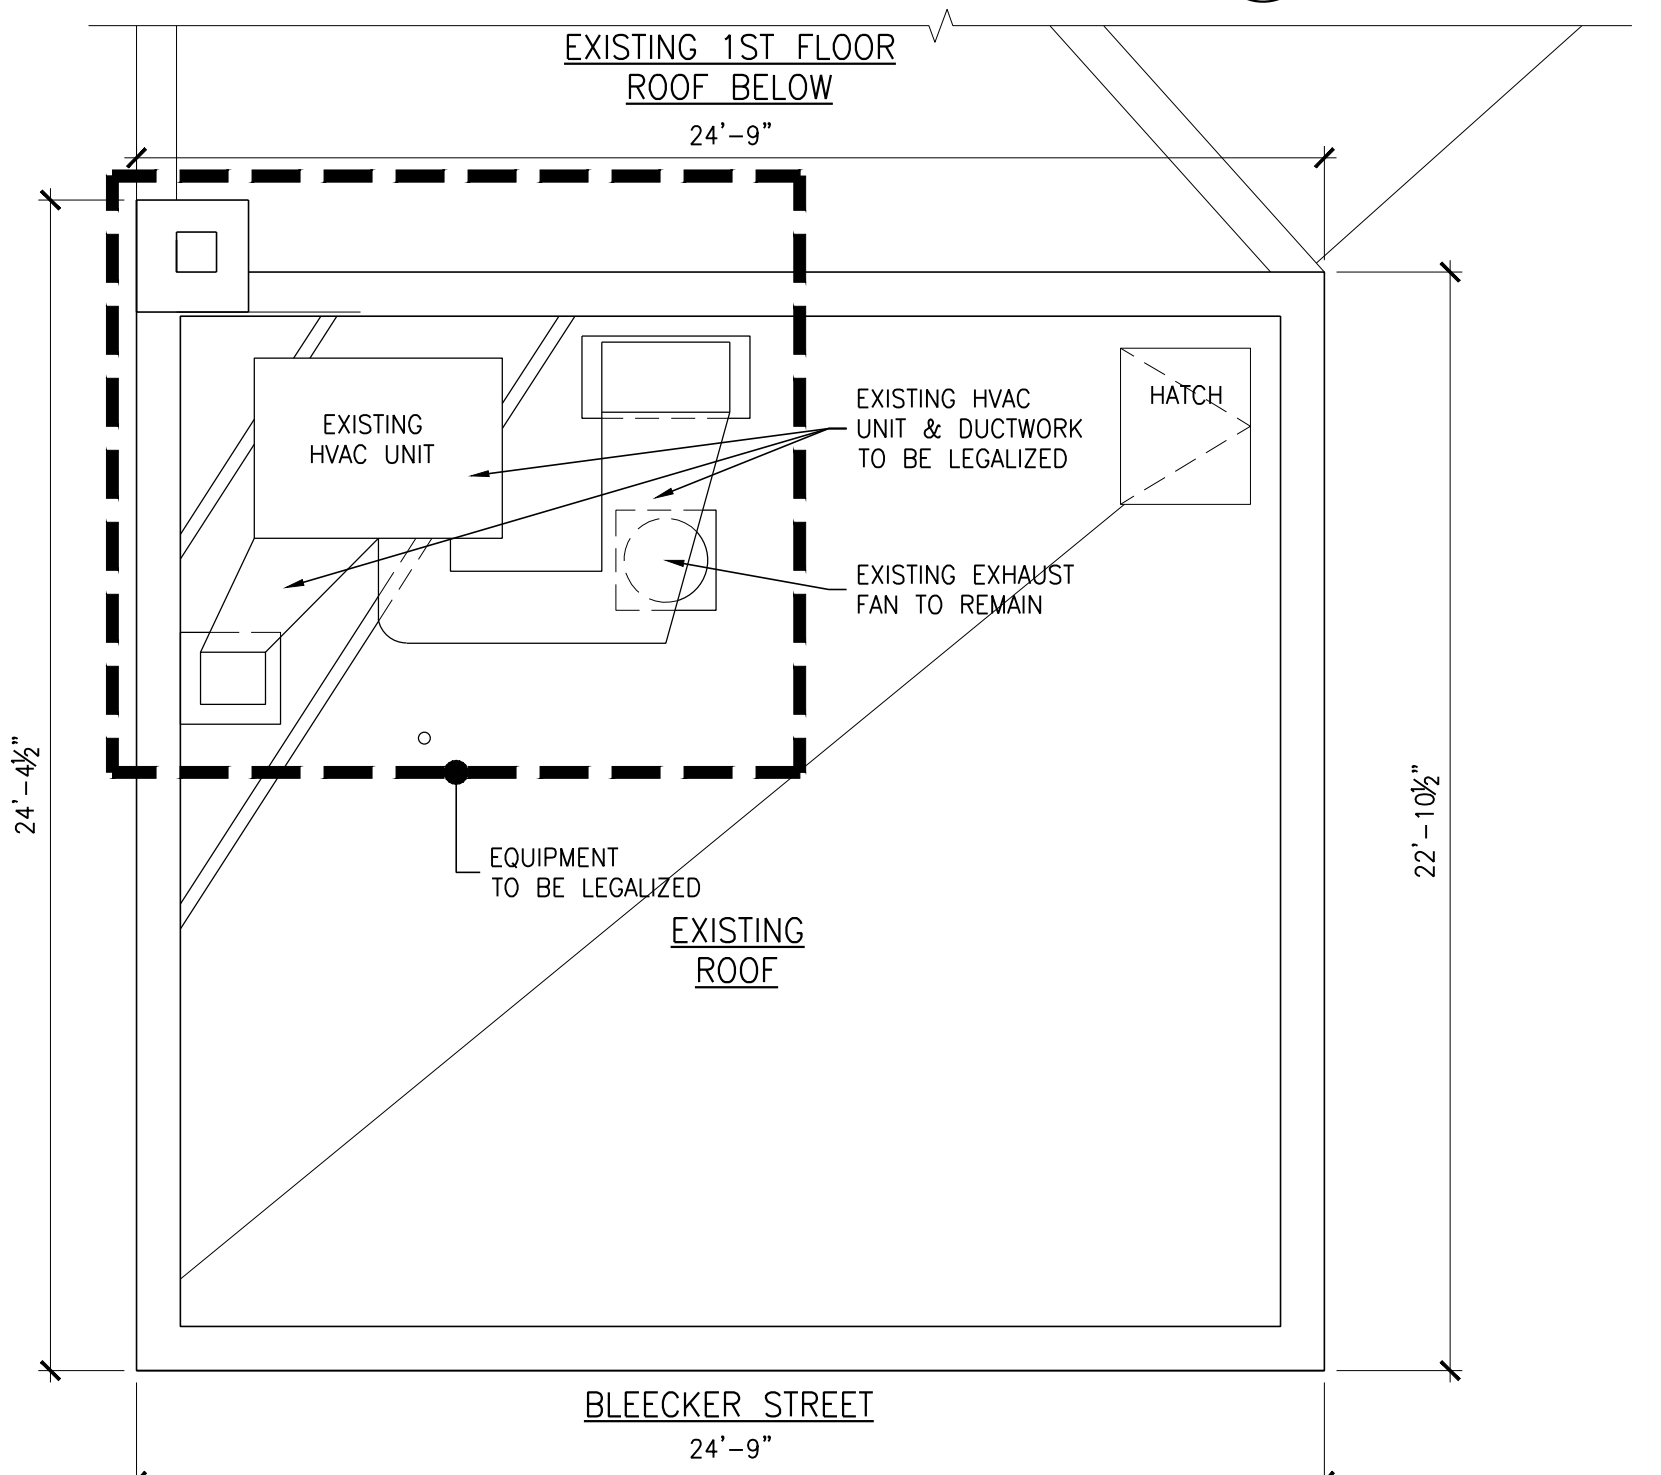 EXISTING 1ST FLOOR
ROOF BELOW
24'-9"
EXISTING
HVAC UNIT
EXISTING HVAC
UNIT & DUCTWORK
TO BE LEGALIZED
HATCH
EXISTING EXHAUST
FAN TO REMAIN
24'-4½"
22'-10½"
EQUIPMENT
TO BE LEGALIZED
EXISTING
ROOF
BLEECKER STREET
24'-9"